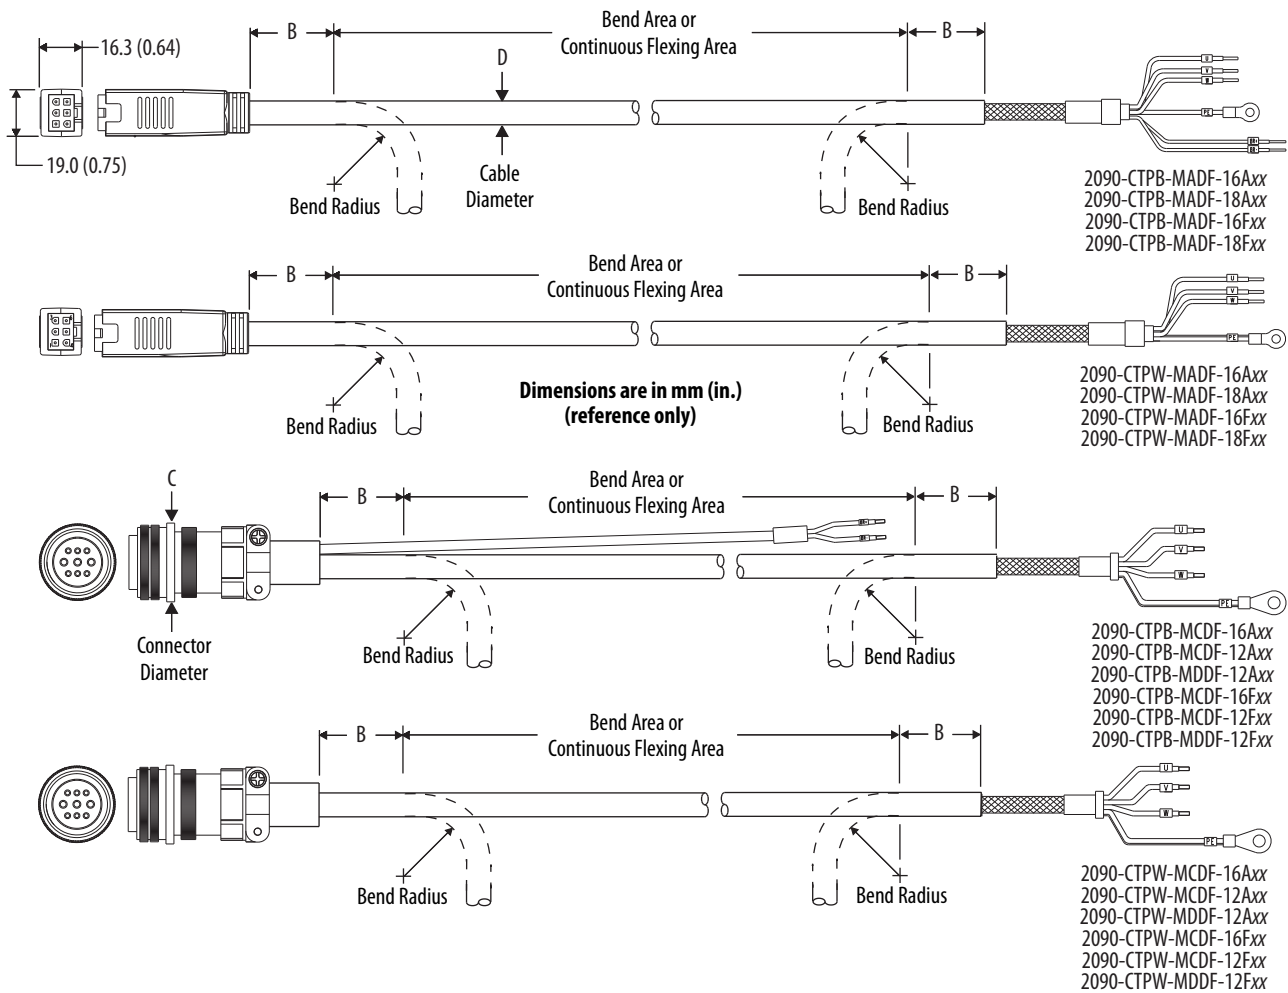 B
Bend Area or
Continuous Flexing Area
B
16.3 (0.64)
D
U
V
W
PE
19.0 (0.75)
Cable
Diameter
Bend Radius
Bend Radius
2090-CTPB-MADF-16Axx
2090-CTPB-MADF-18Axx
2090-CTPB-MADF-16Fxx
2090-CTPB-MADF-18Fxx
B
Bend Area or
Continuous Flexing Area
B
U
V
W
PE
Dimensions are in mm (in.)
(reference only)
Bend Radius
Bend Radius
2090-CTPW-MADF-16Axx
2090-CTPW-MADF-18Axx
2090-CTPW-MADF-16Fxx
2090-CTPW-MADF-18Fxx
C
B
Bend Area or
Continuous Flexing Area
B
U
V
W
PE
Connector
Diameter
Bend Radius
Bend Radius
2090-CTPB-MCDF-16Axx
2090-CTPB-MCDF-12Axx
2090-CTPB-MDDF-12Axx
2090-CTPB-MCDF-16Fxx
2090-CTPB-MCDF-12Fxx
2090-CTPB-MDDF-12Fxx
B
Bend Area or
Continuous Flexing Area
B
U
V
W
PE
Bend Radius
Bend Radius
2090-CTPW-MCDF-16Axx
2090-CTPW-MCDF-12Axx
2090-CTPW-MDDF-12Axx
2090-CTPW-MCDF-16Fxx
2090-CTPW-MCDF-12Fxx
2090-CTPW-MDDF-12Fxx